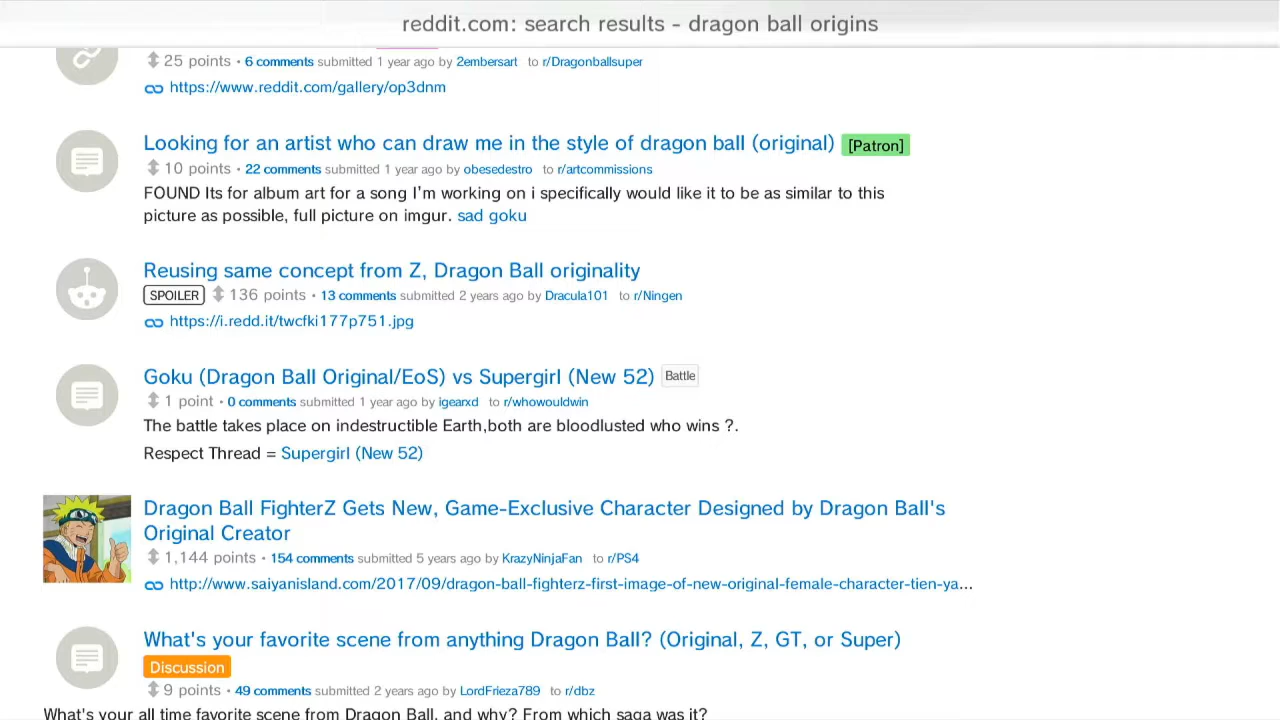 reddit.com: search results - dragon ball origins
25 points • 6 comments submitted 1 year ago by 2embersart to r/Dragonballsuper
https://www.reddit.com/gallery/op3dnm
Looking for an artist who can draw me in the style of dragon ball (original) [Patron]
10 points • 22 comments submitted 1 year ago by obesedestro to r/artcommissions
FOUND Its for album art for a song I'm working on i specifically would like it to be as similar to this
picture as possible, full picture on imgur. sad goku
Reusing same concept from Z, Dragon Ball originality
SPOILER 136 points • 13 comments submitted 2 years ago by Dracula101 to r/Ningen
https://i.redd.it/twcfki177p751.jpg
Goku (Dragon Ball Original/EoS) vs Supergirl (New 52) Battle
1 point • 0 comments submitted 1 year ago by igearxd to r/whowouldwin
The battle takes place on indestructible Earth,both are bloodlusted who wins ?.
Respect Thread = Supergirl (New 52)
Dragon Ball FighterZ Gets New, Game-Exclusive Character Designed by Dragon Ball's
Original Creator
1,144 points • 154 comments submitted 5 years ago by KrazyNinjaFan to r/PS4
http://www.saiyanisland.com/2017/09/dragon-ball-fighterz-first-image-of-new-original-female-character-tien-ya...
What's your favorite scene from anything Dragon Ball? (Original, Z, GT, or Super)
Discussion
9 points • 49 comments submitted 2 years ago by LordFrieza789 to r/dbz
What's your all time favorite scene from Dragon Ball, and why? From which saga was it?